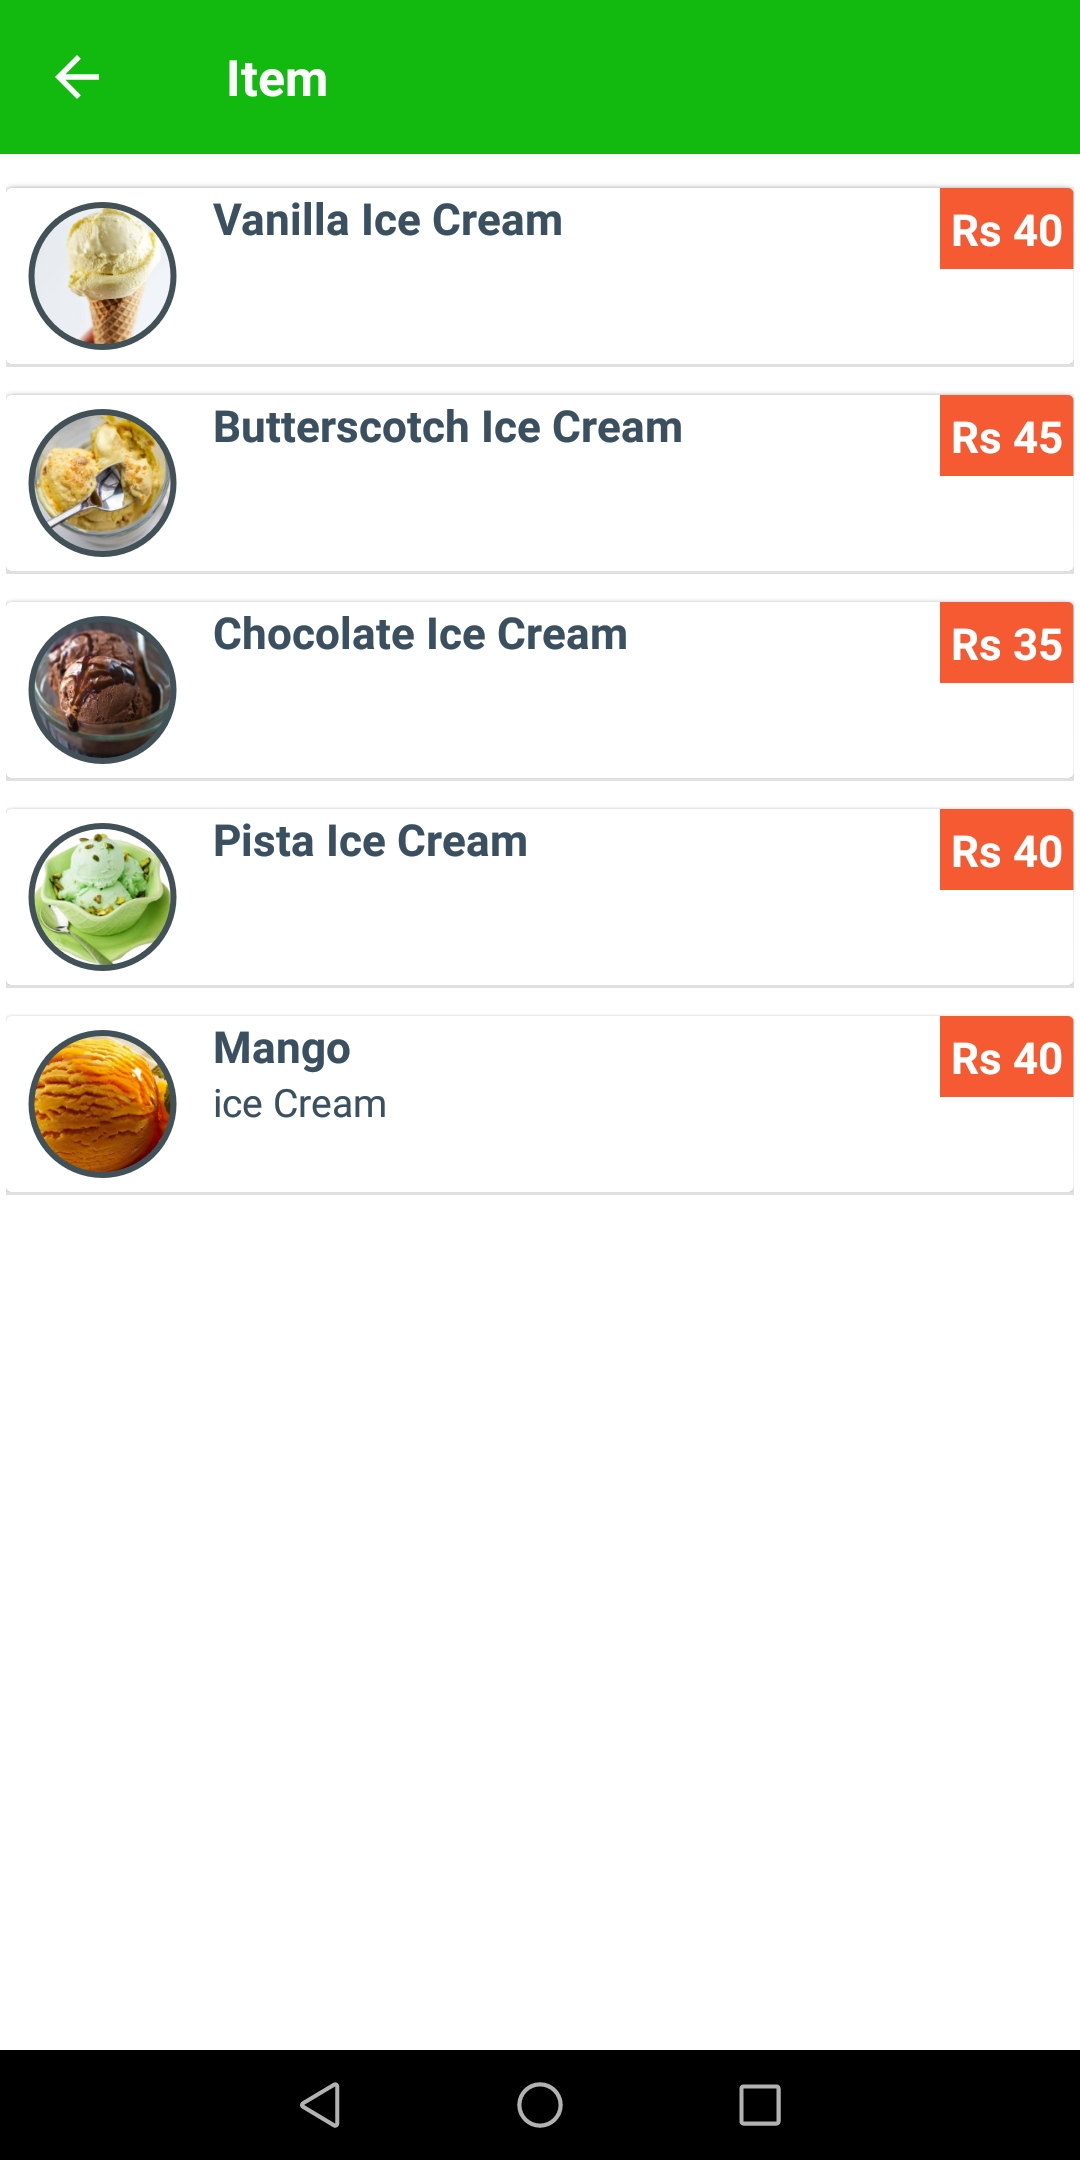 Item
Vanilla Ice Cream
Rs 40
Butterscotch Ice Cream
Rs 45
Chocolate Ice Cream
Rs 35
Pista Ice Cream
Rs 40
Mango
Rs 40
ice Cream